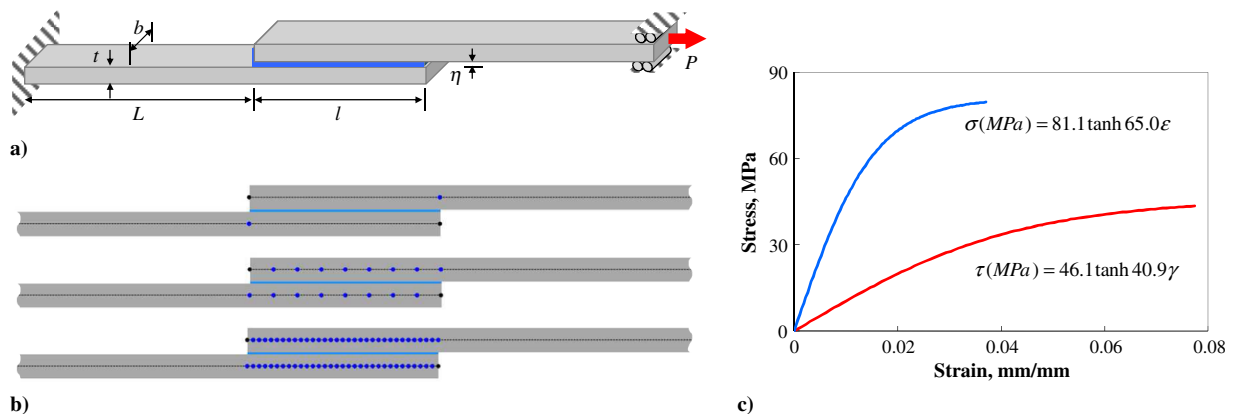 b
t
η
P
L
l
a)
b)
90
60
30
0
Stress, MPa
σ(MPa) = 81.1 tanh 65.0ε
τ(MPa) = 46.1 tanh 40.9γ
0 0.02 0.04 0.06 0.08
Strain, mm/mm
c)